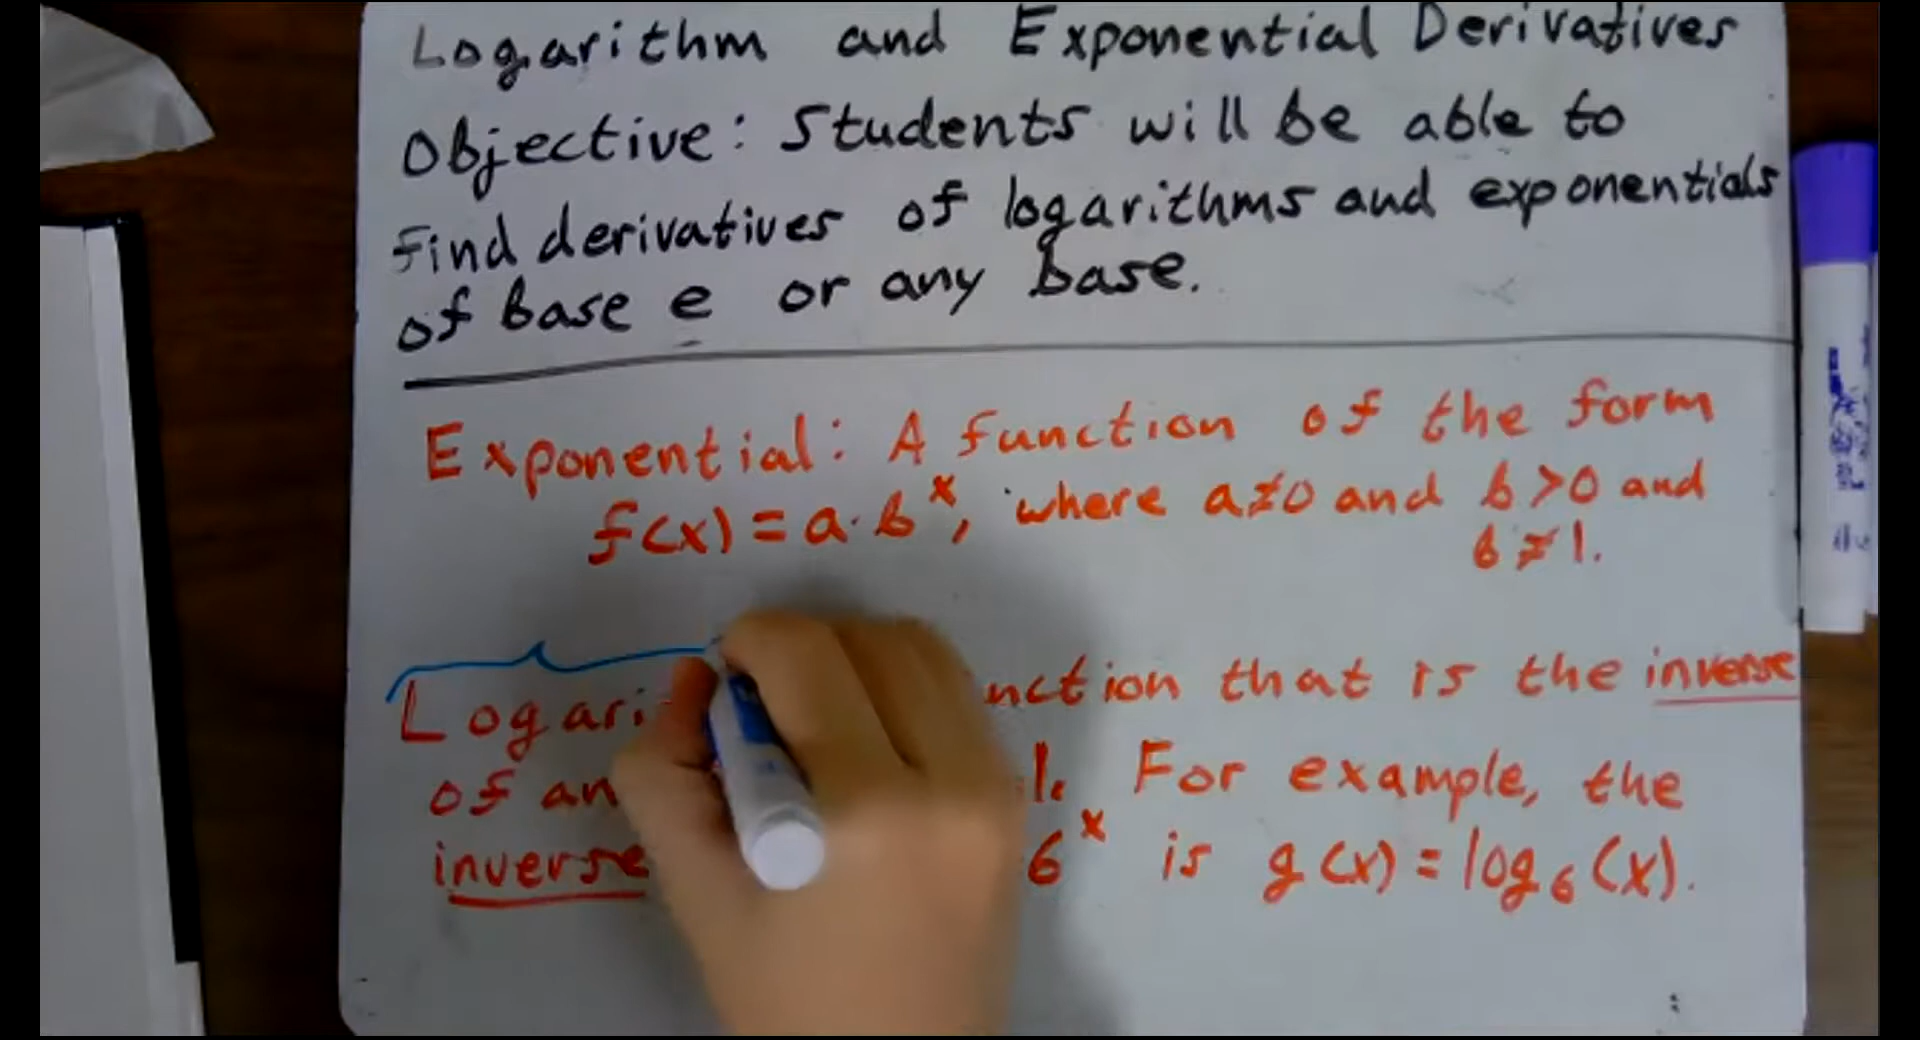 Logarithm and Exponential Derivatives
Objective: Students will be able to
find derivatives of logarithms and exponentials
of base e or any base.
Exponential: A function of the form
f(x) = a·b^x, where a≠0 and b>0 and
b≠1.
Logari nction that is the inverse
of an l. For example, the
inverse 6^x is g(x) = log₆(x).